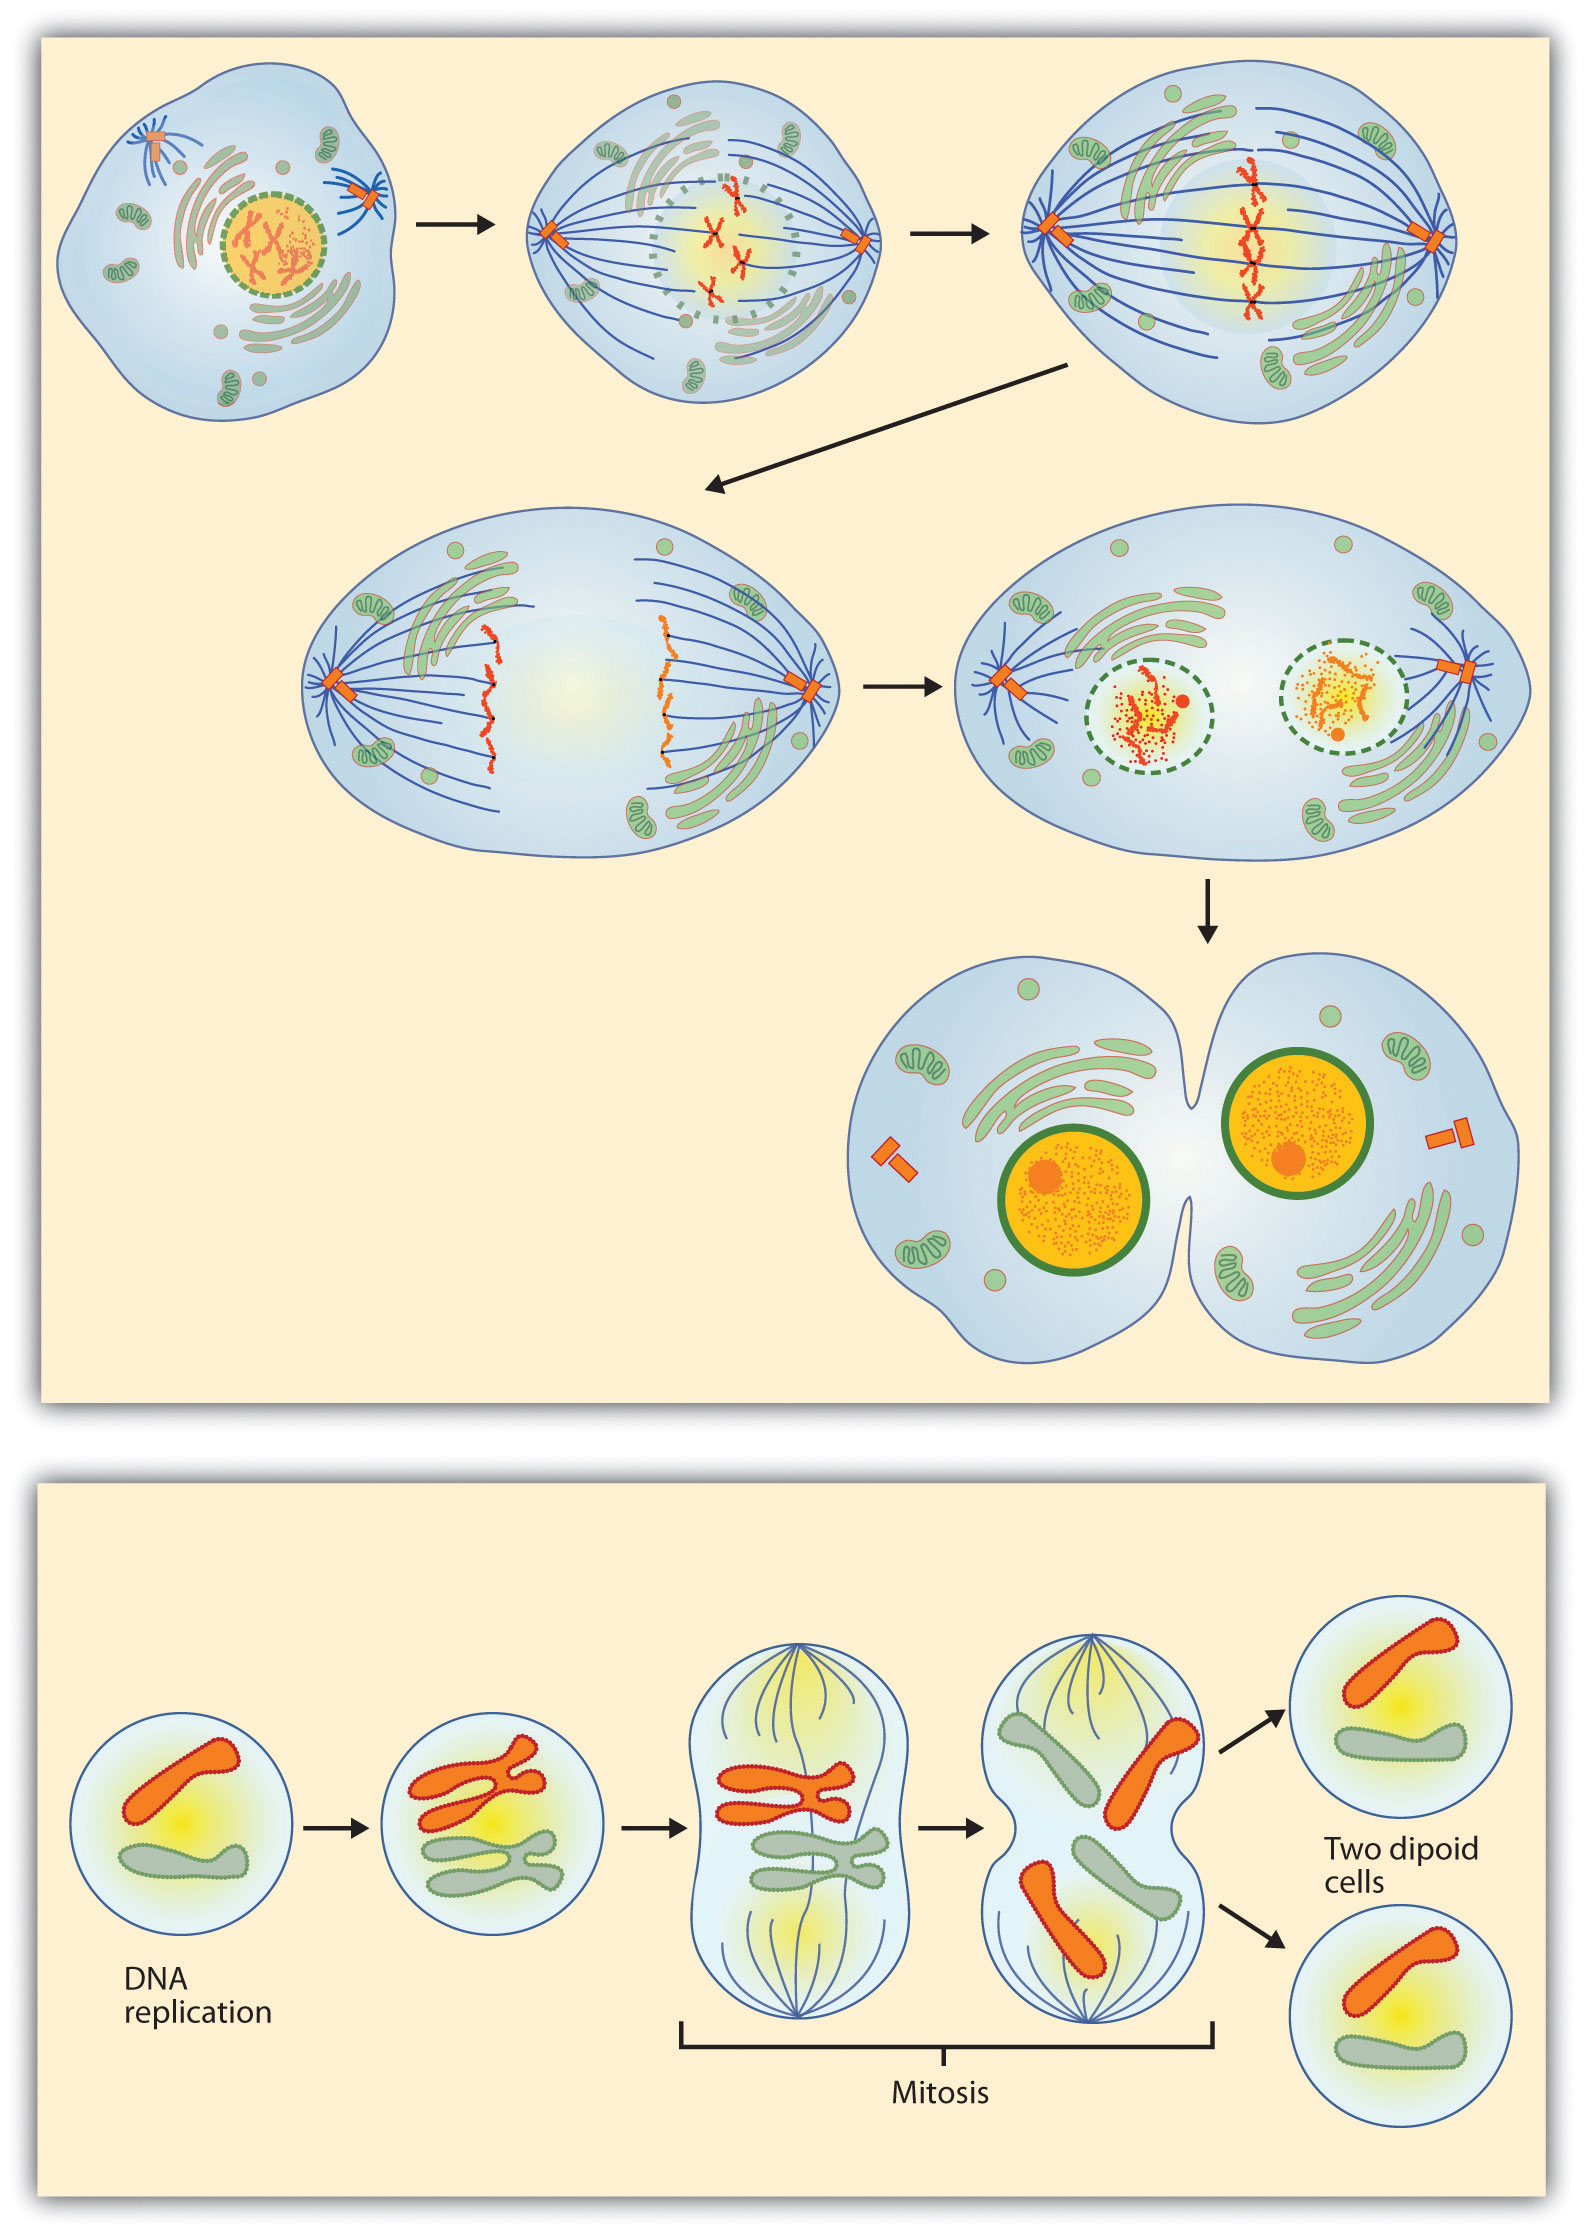 DNA
replication
Mitosis
Two dipoid
cells